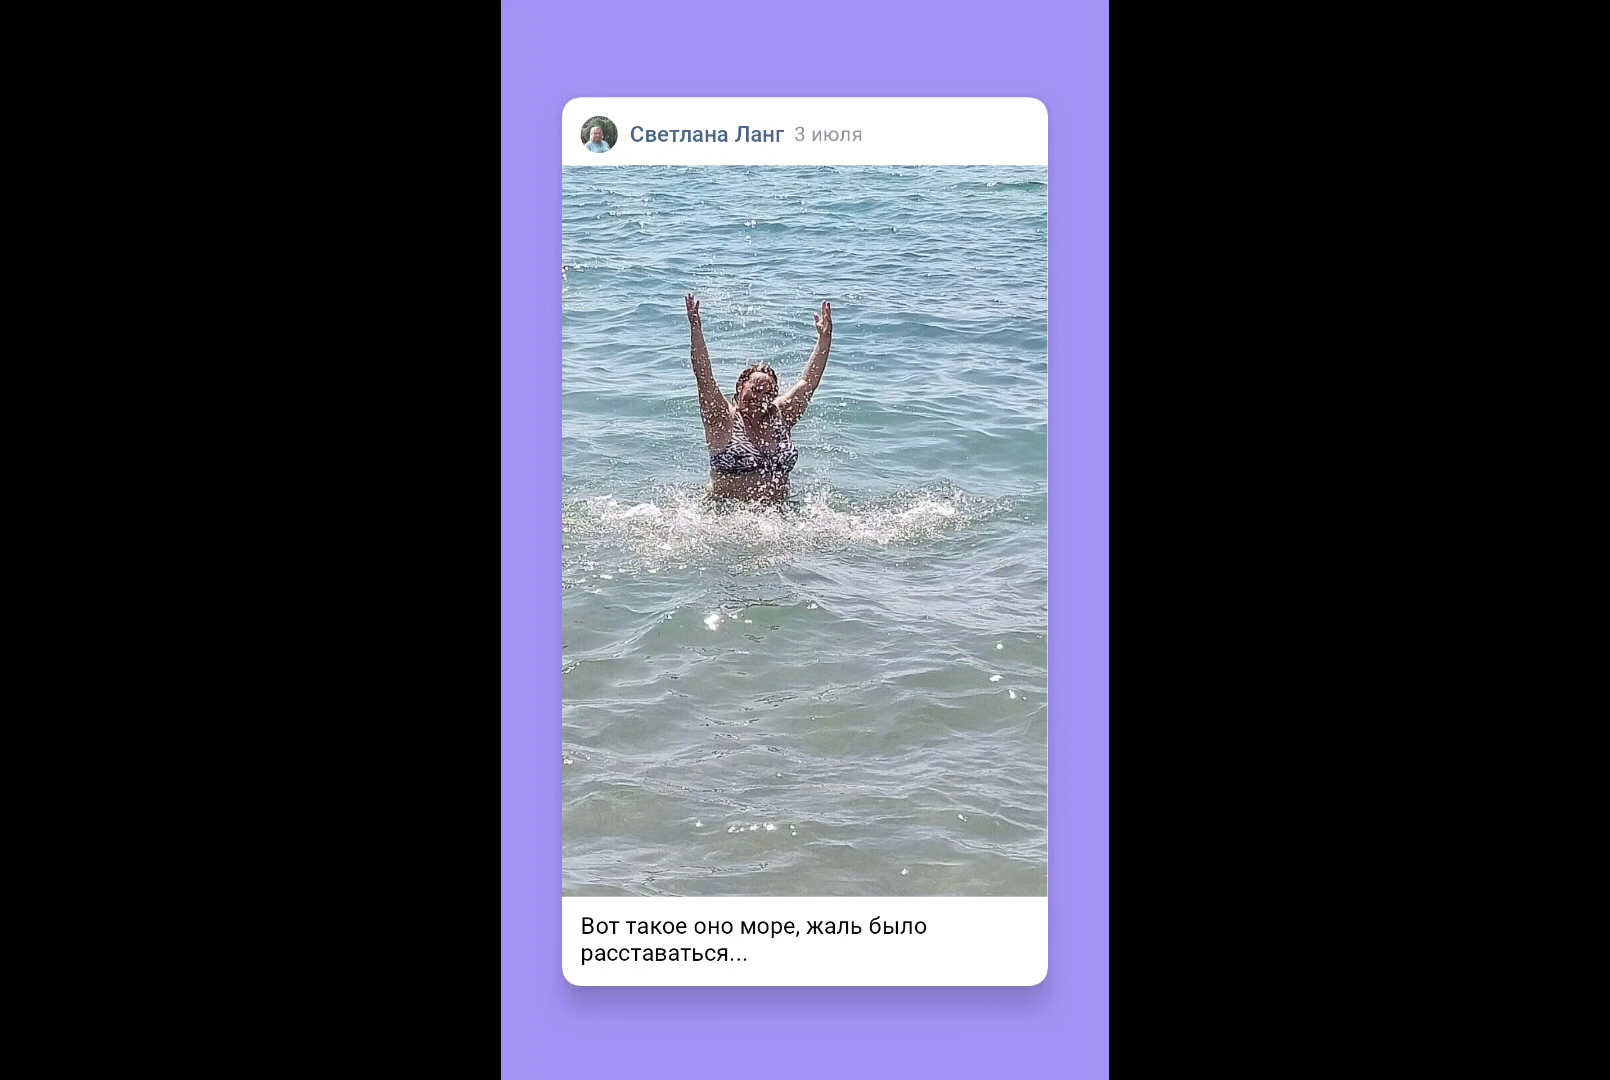 Светлана Ланг 3 июля
Вот такое оно море, жаль было
расставаться...